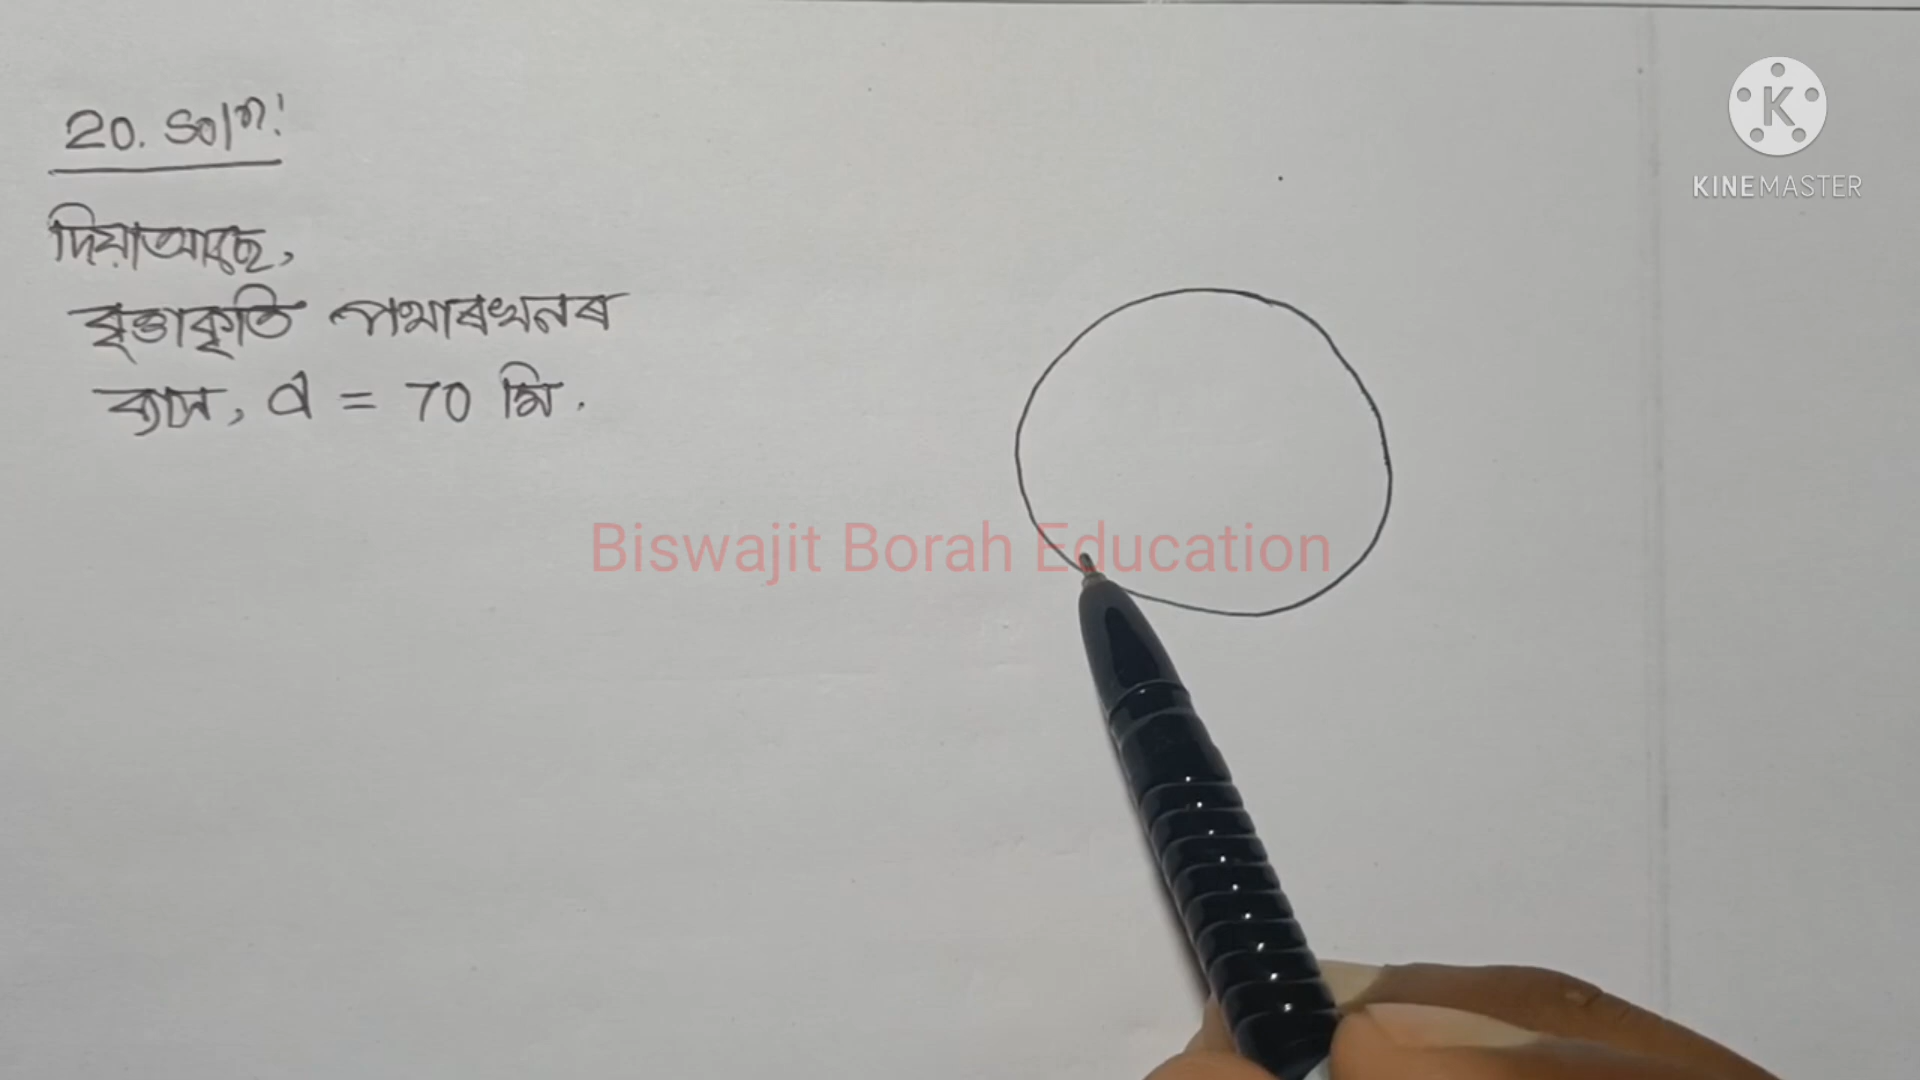 20. Solⁿ:
দিয়া আছে,
বৃত্তাকৃতি পথাৰখনৰ
ব্যাস, d = 70 মি.
Biswajit Borah Education
K
KINEMASTER